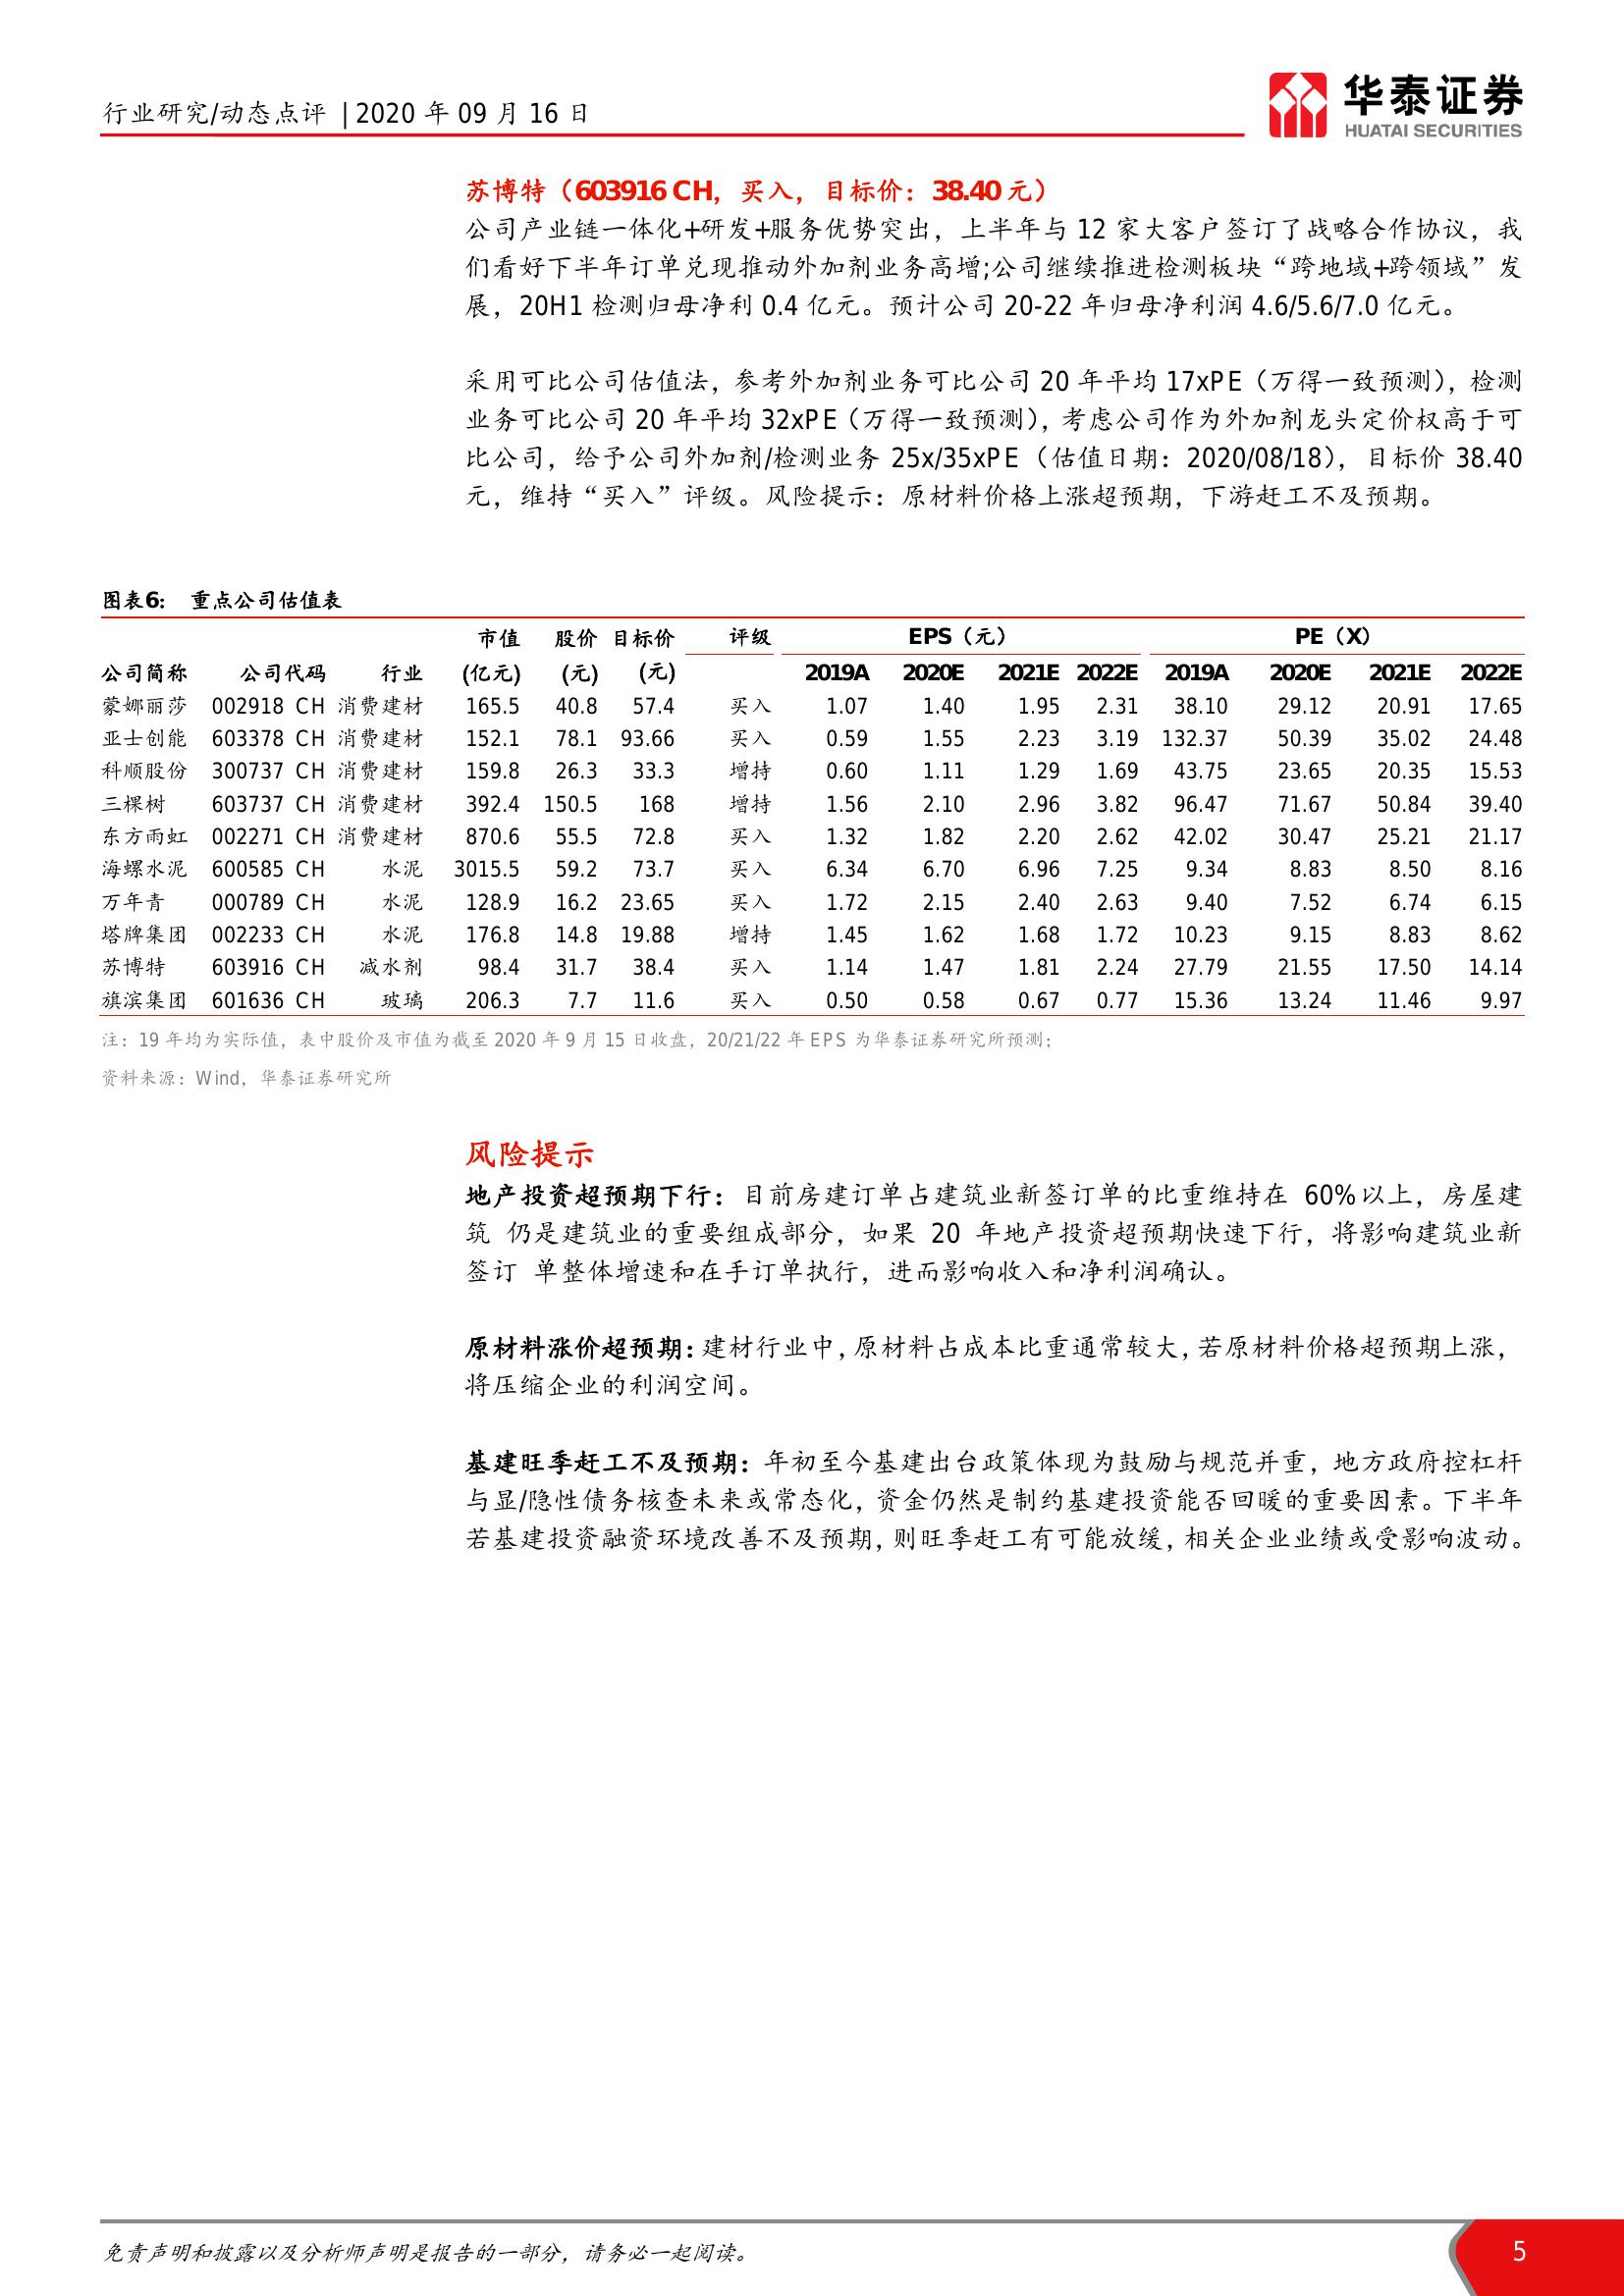 行业研究/动态点评 | 2020 年 09 月 16 日
华泰证券
HUATAI SECURITIES
苏博特（603916 CH，买入，目标价：38.40 元）
公司产业链一体化+研发+服务优势突出，上半年与 12 家大客户签订了战略合作协议，我
们看好下半年订单兑现推动外加剂业务高增;公司继续推进检测板块“跨地域+跨领域”发
展，20H1 检测归母净利 0.4 亿元。预计公司 20-22 年归母净利润 4.6/5.6/7.0 亿元。
采用可比公司估值法，参考外加剂业务可比公司 20 年平均 17xPE（万得一致预测），检测
业务可比公司 20 年平均 32xPE（万得一致预测），考虑公司作为外加剂龙头定价权高于可
比公司，给予公司外加剂/检测业务 25x/35xPE（估值日期：2020/08/18），目标价 38.40
元，维持“买入”评级。风险提示：原材料价格上涨超预期，下游赶工不及预期。
图表6： 重点公司估值表
市值 股价 目标价 评级 EPS（元） PE（X）
公司简称 公司代码 行业 (亿元) (元) (元) 2019A 2020E 2021E 2022E 2019A 2020E 2021E 2022E
蒙娜丽莎 002918 CH 消费建材 165.5 40.8 57.4 买入 1.07 1.40 1.95 2.31 38.10 29.12 20.91 17.65
亚士创能 603378 CH 消费建材 152.1 78.1 93.66 买入 0.59 1.55 2.23 3.19 132.37 50.39 35.02 24.48
科顺股份 300737 CH 消费建材 159.8 26.3 33.3 增持 0.60 1.11 1.29 1.69 43.75 23.65 20.35 15.53
三棵树 603737 CH 消费建材 392.4 150.5 168 增持 1.56 2.10 2.96 3.82 96.47 71.67 50.84 39.40
东方雨虹 002271 CH 消费建材 870.6 55.5 72.8 买入 1.32 1.82 2.20 2.62 42.02 30.47 25.21 21.17
海螺水泥 600585 CH 水泥 3015.5 59.2 73.7 买入 6.34 6.70 6.96 7.25 9.34 8.83 8.50 8.16
万年青 000789 CH 水泥 128.9 16.2 23.65 买入 1.72 2.15 2.40 2.63 9.40 7.52 6.74 6.15
塔牌集团 002233 CH 水泥 176.8 14.8 19.88 增持 1.45 1.62 1.68 1.72 10.23 9.15 8.83 8.62
苏博特 603916 CH 减水剂 98.4 31.7 38.4 买入 1.14 1.47 1.81 2.24 27.79 21.55 17.50 14.14
旗滨集团 601636 CH 玻璃 206.3 7.7 11.6 买入 0.50 0.58 0.67 0.77 15.36 13.24 11.46 9.97
注：19 年均为实际值，表中股价及市值为截至 2020 年 9 月 15 日收盘，20/21/22 年 EPS 为华泰证券研究所预测；
资料来源：Wind，华泰证券研究所
风险提示
地产投资超预期下行：目前房建订单占建筑业新签订单的比重维持在 60%以上，房屋建
筑 仍是建筑业的重要组成部分，如果 20 年地产投资超预期快速下行，将影响建筑业新
签订 单整体增速和在手订单执行，进而影响收入和净利润确认。
原材料涨价超预期：建材行业中，原材料占成本比重通常较大，若原材料价格超预期上涨，
将压缩企业的利润空间。
基建旺季赶工不及预期：年初至今基建出台政策体现为鼓励与规范并重，地方政府控杠杆
与显/隐性债务核查未来或常态化，资金仍然是制约基建投资能否回暖的重要因素。下半年
若基建投资融资环境改善不及预期，则旺季赶工有可能放缓，相关企业业绩或受影响波动。
免责声明和披露以及分析师声明是报告的一部分，请务必一起阅读。
5